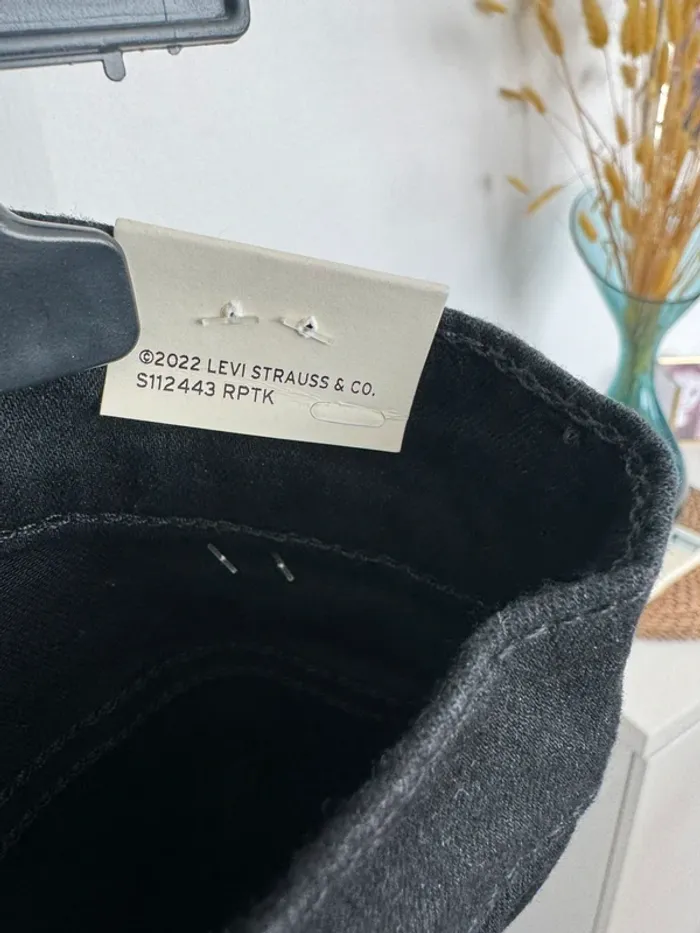 ©2022 LEVI STRAUSS & CO.
S112443 RPTK